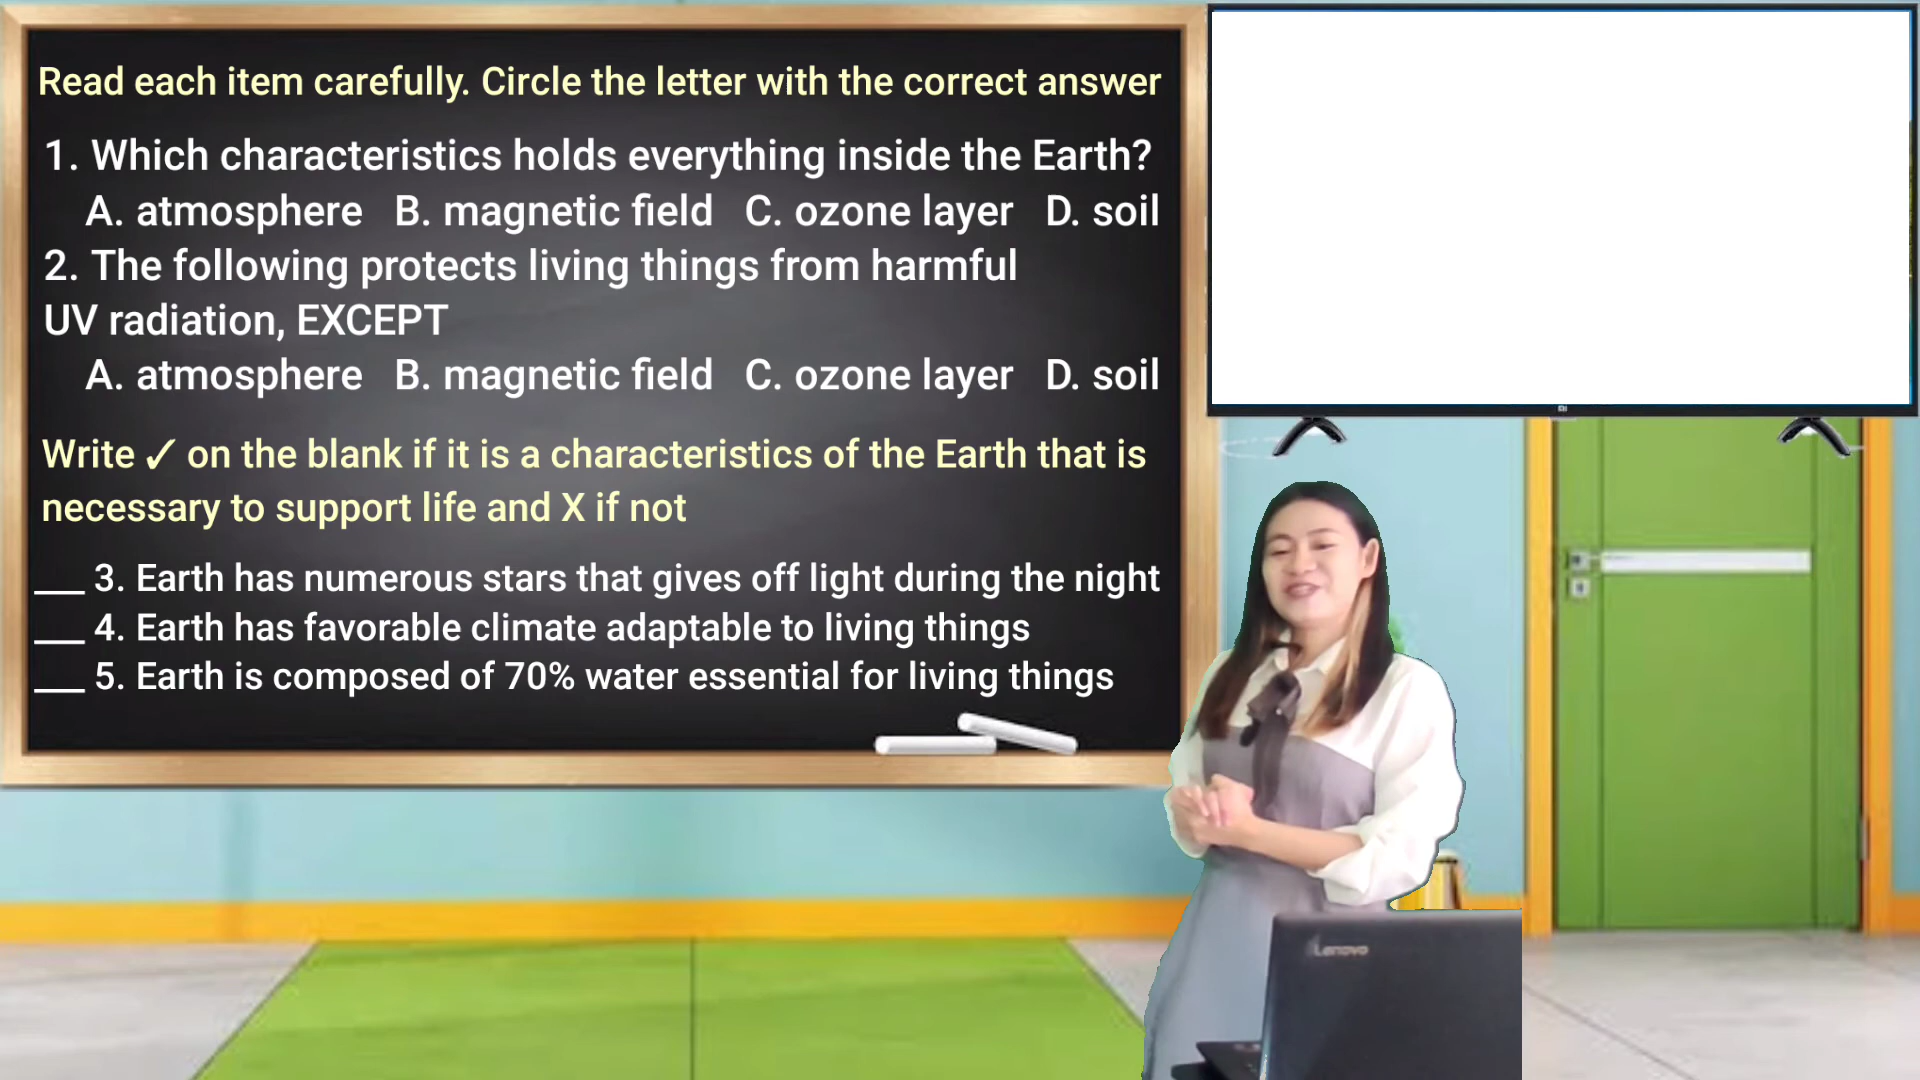 Read each item carefully. Circle the letter with the correct answer
1. Which characteristics holds everything inside the Earth?
A. atmosphere B. magnetic field C. ozone layer D. soil
2. The following protects living things from harmful
UV radiation, EXCEPT
A. atmosphere B. magnetic field C. ozone layer D. soil
Write ✓ on the blank if it is a characteristics of the Earth that is
necessary to support life and X if not
___ 3. Earth has numerous stars that gives off light during the night
___ 4. Earth has favorable climate adaptable to living things
___ 5. Earth is composed of 70% water essential for living things
mi
Lenovo